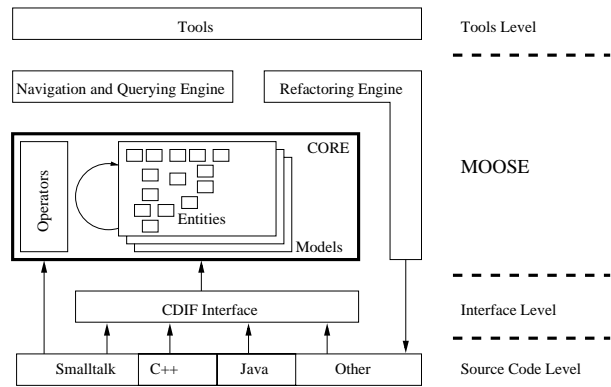 Tools
Tools Level
Navigation and Querying Engine
Refactoring Engine
CORE
MOOSE
Operators
Entities
Models
CDIF Interface
Interface Level
Smalltalk
C++
Java
Other
Source Code Level